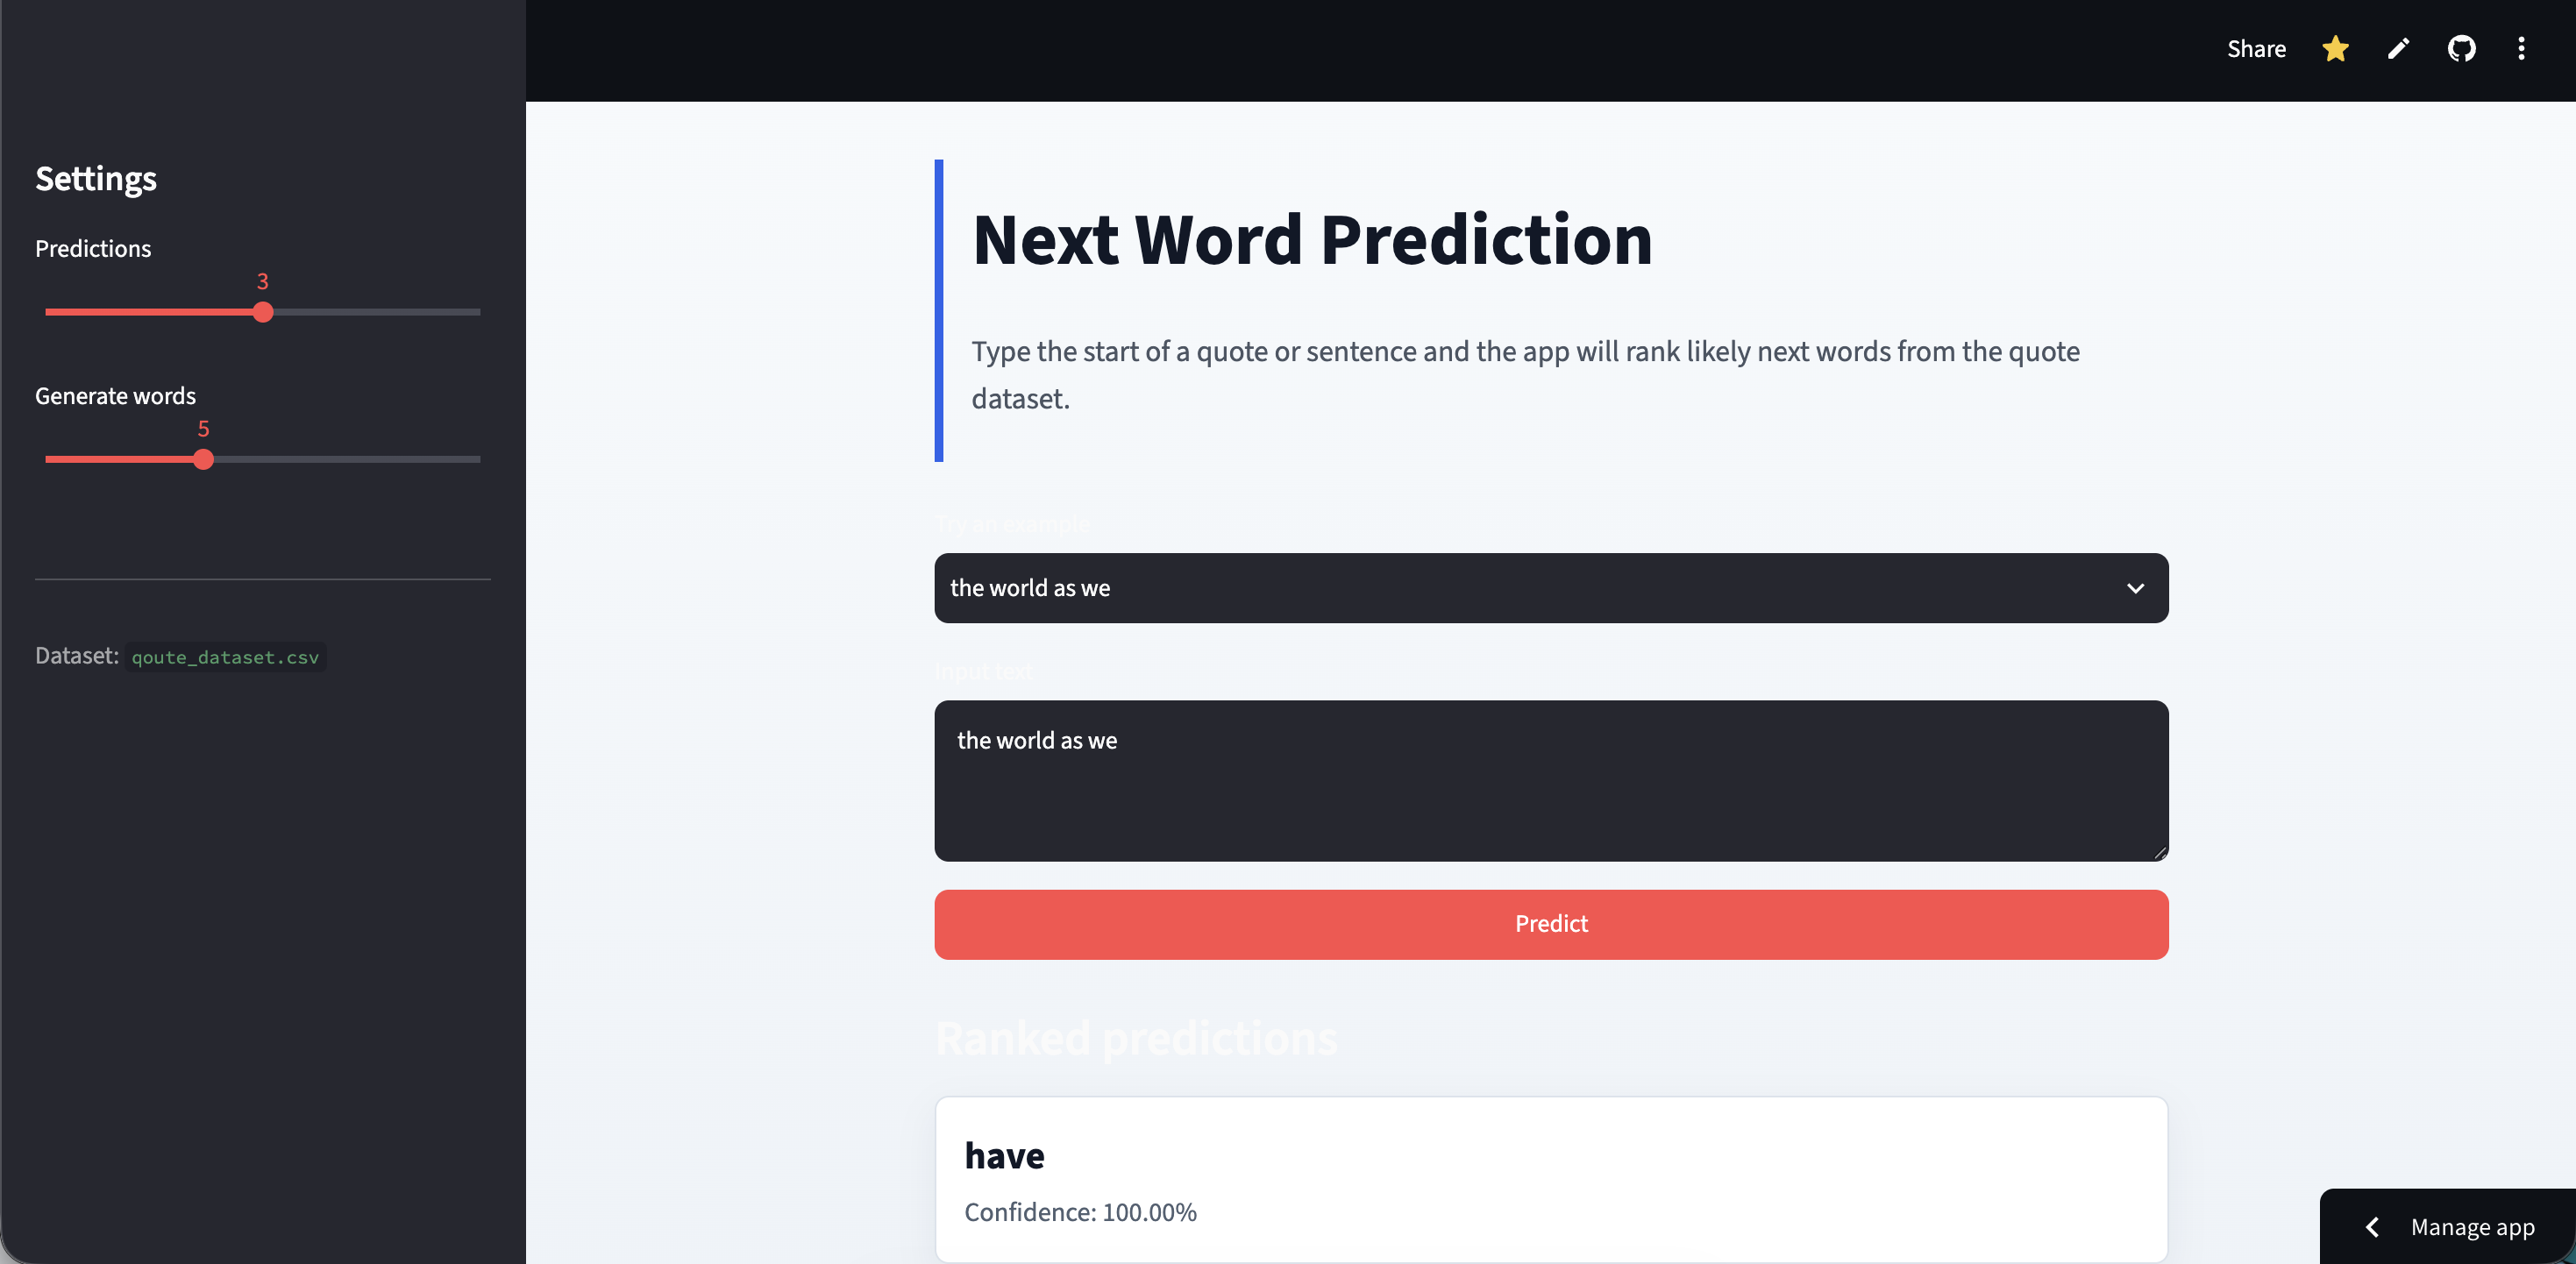 Share
Settings
Predictions
3
Generate words
5
Dataset: qoute_dataset.csv
Next Word Prediction
Type the start of a quote or sentence and the app will rank likely next words from the quote
dataset.
Try an example
the world as we
Input text
the world as we
Predict
Ranked predictions
have
Confidence: 100.00%
Manage app